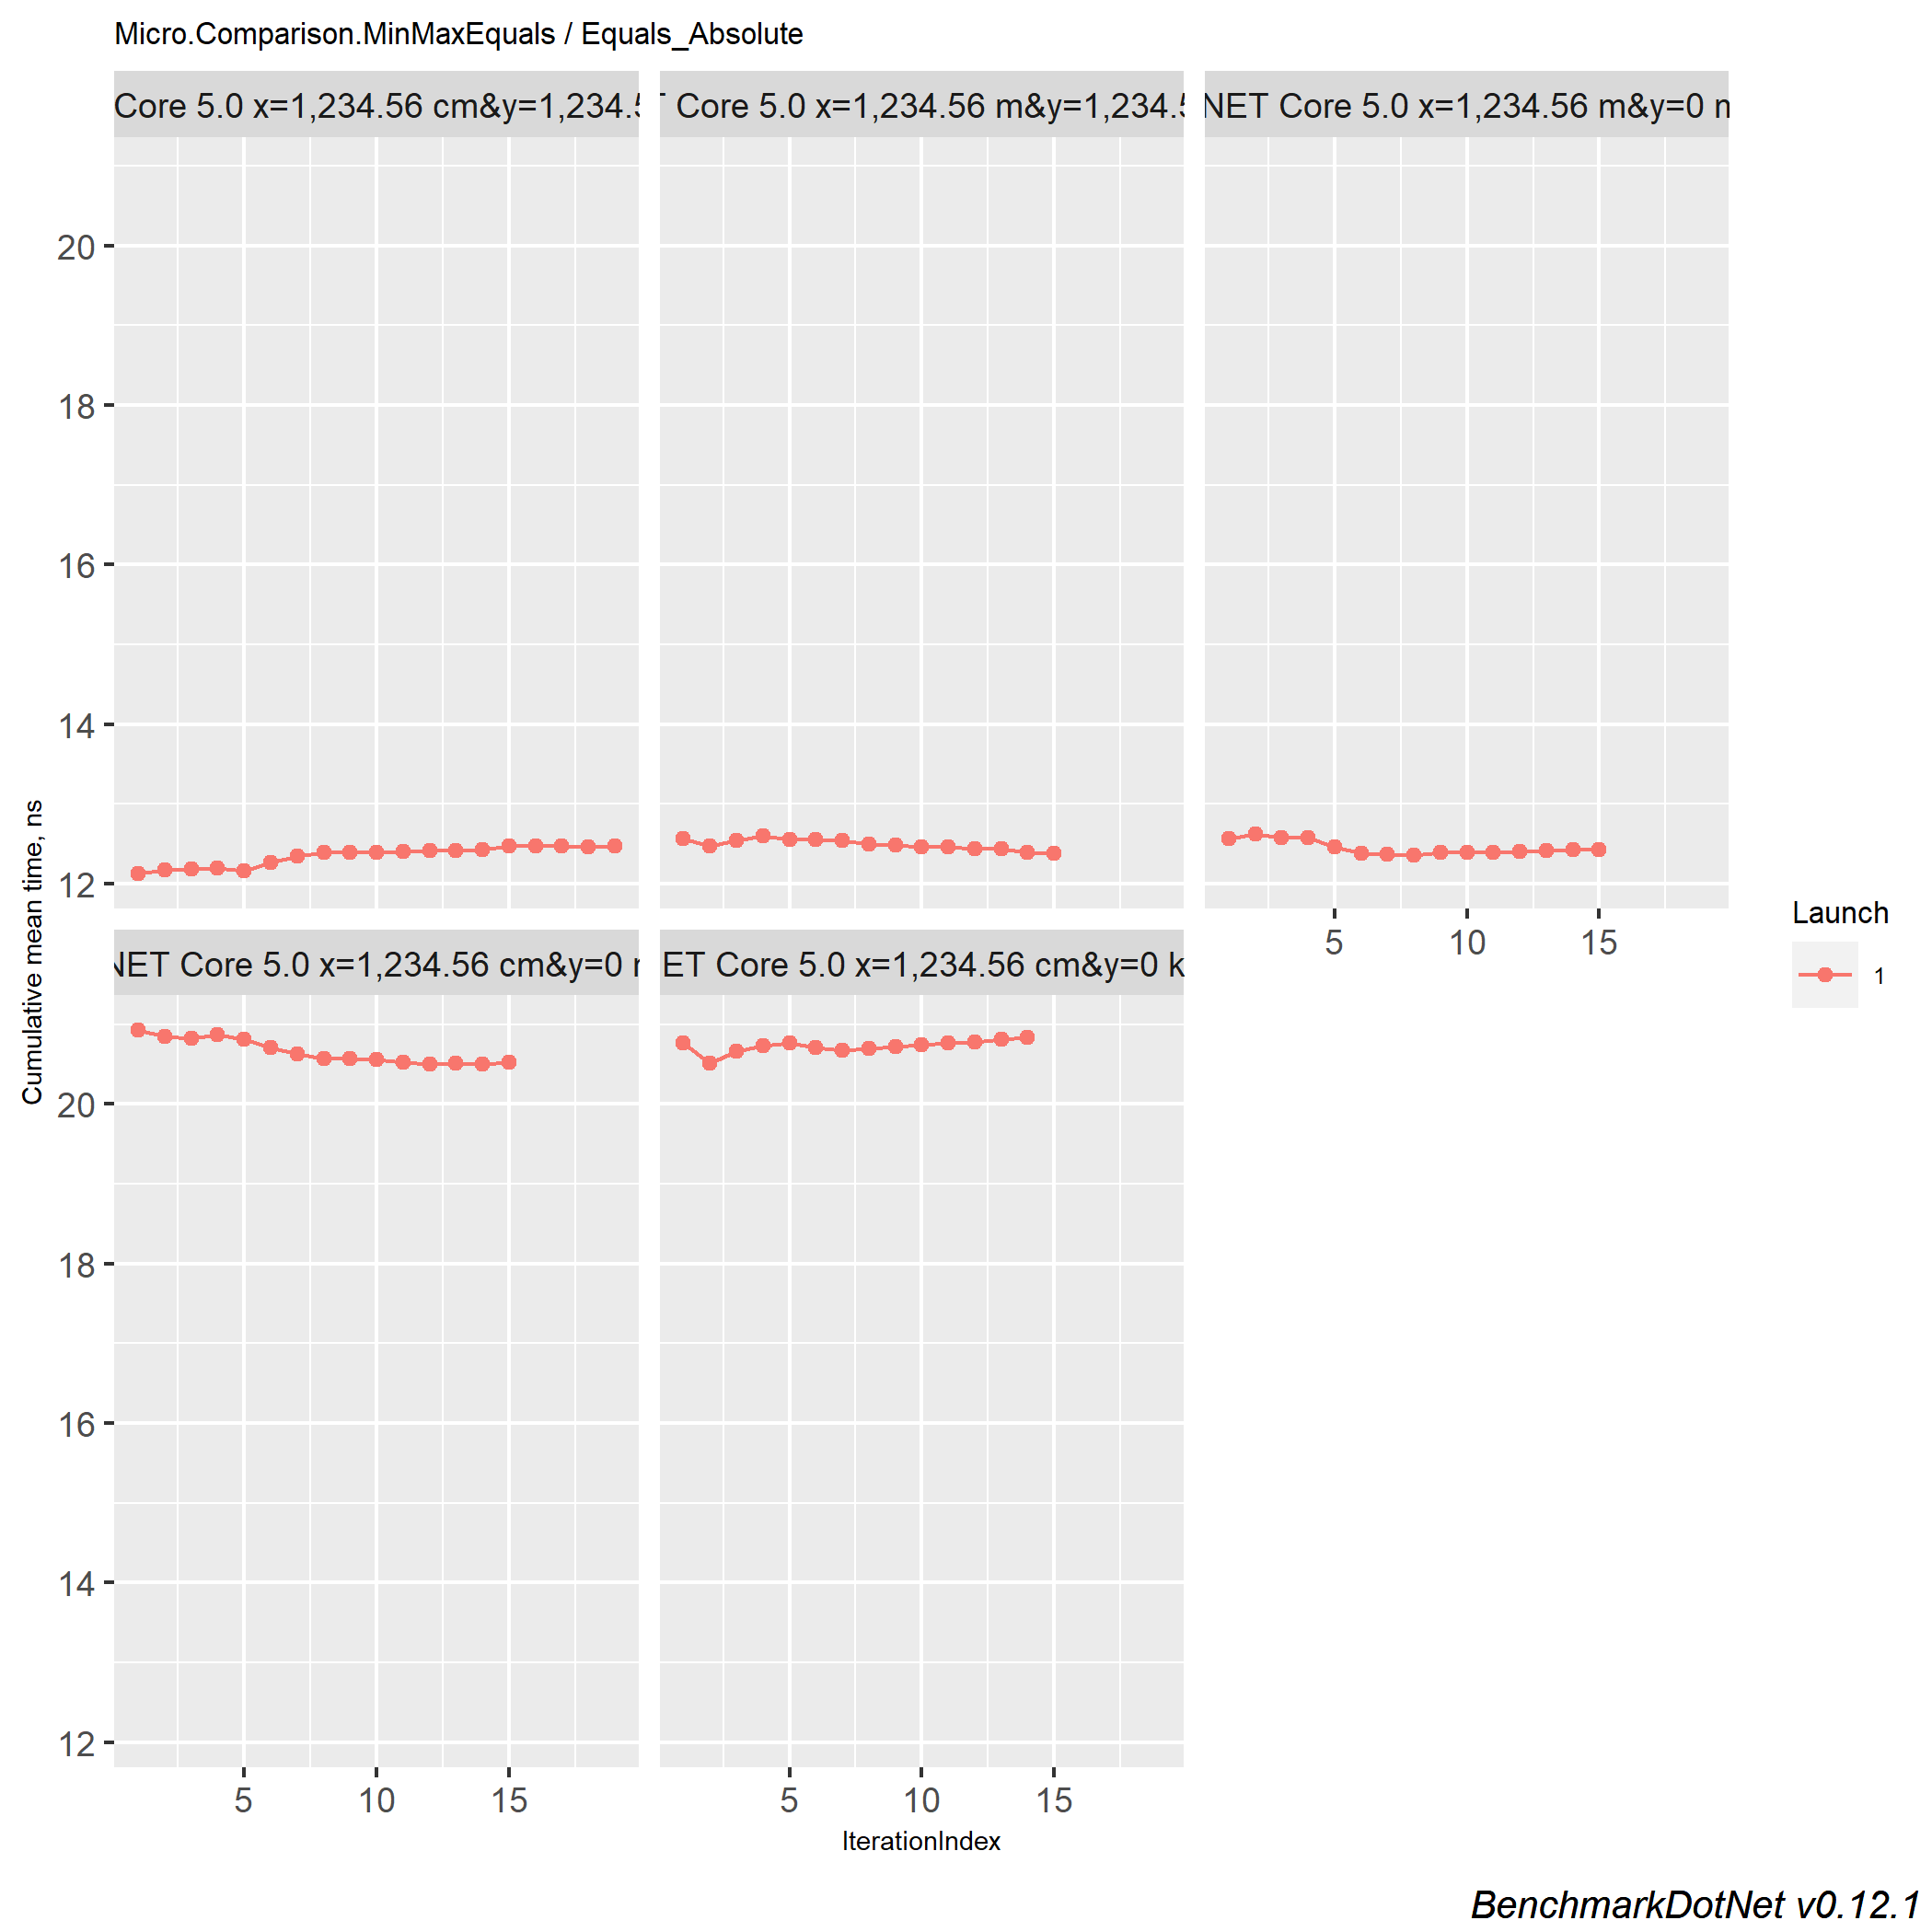 Micro.Comparison.MinMaxEquals / Equals_Absolute
Core 5.0 x=1,234.56 cm&y=1,234.5
Core 5.0 x=1,234.56 m&y=1,234.5
NET Core 5.0 x=1,234.56 m&y=0
20
18
16
14
12
5 10 15
NET Core 5.0 x=1,234.56 cm&y=0
ET Core 5.0 x=1,234.56 cm&y=0 k
20
18
16
14
12
5 10 15
5 10 15
Cumulative mean time, ns
IterationIndex
Launch
1
BenchmarkDotNet v0.12.1